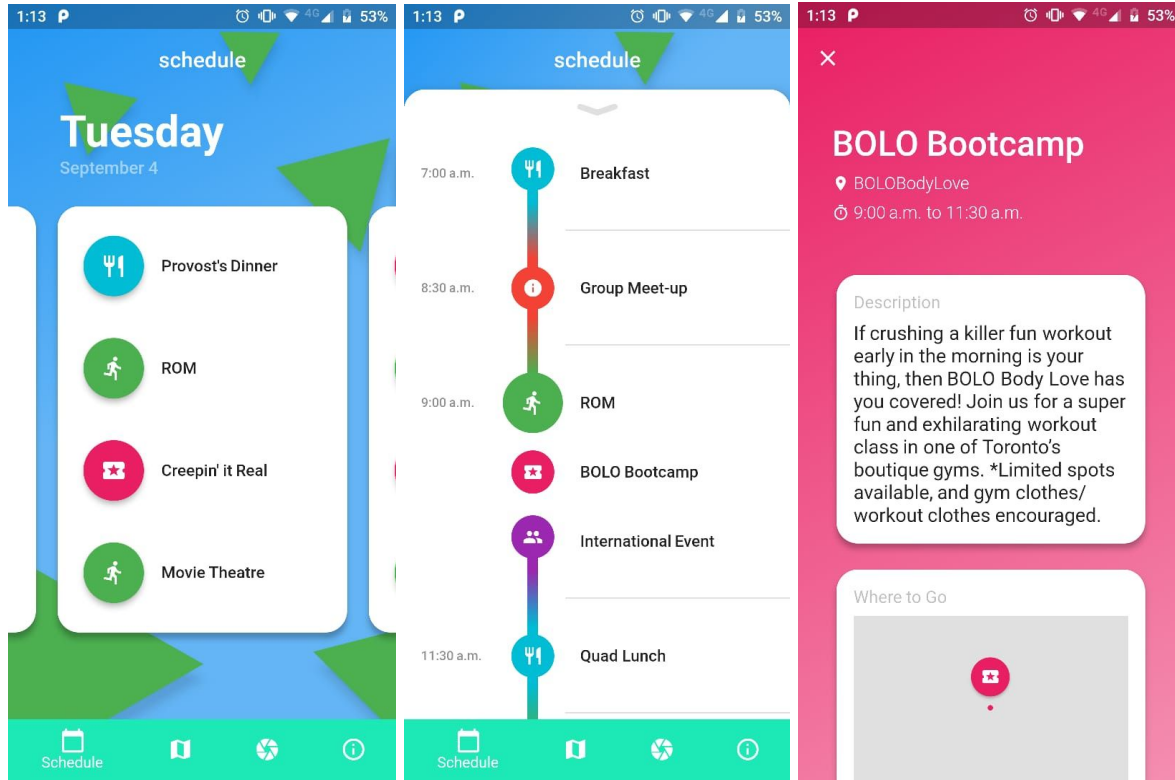 1:13 P 4G 53%
schedule
Tuesday
September 4
Provost's Dinner
ROM
Creepin' it Real
Movie Theatre
Schedule
1:13 P 4G 53%
schedule
7:00 a.m. Breakfast
8:30 a.m. Group Meet-up
9:00 a.m. ROM
BOLO Bootcamp
International Event
11:30 a.m. Quad Lunch
Schedule
1:13 P 4G 53%
BOLO Bootcamp
BOLOBodyLove
9:00 a.m. to 11:30 a.m.
Description
If crushing a killer fun workout
early in the morning is your
thing, then BOLO Body Love has
you covered! Join us for a super
fun and exhilarating workout
class in one of Toronto’s
boutique gyms. *Limited spots
available, and gym clothes/
workout clothes encouraged.
Where to Go